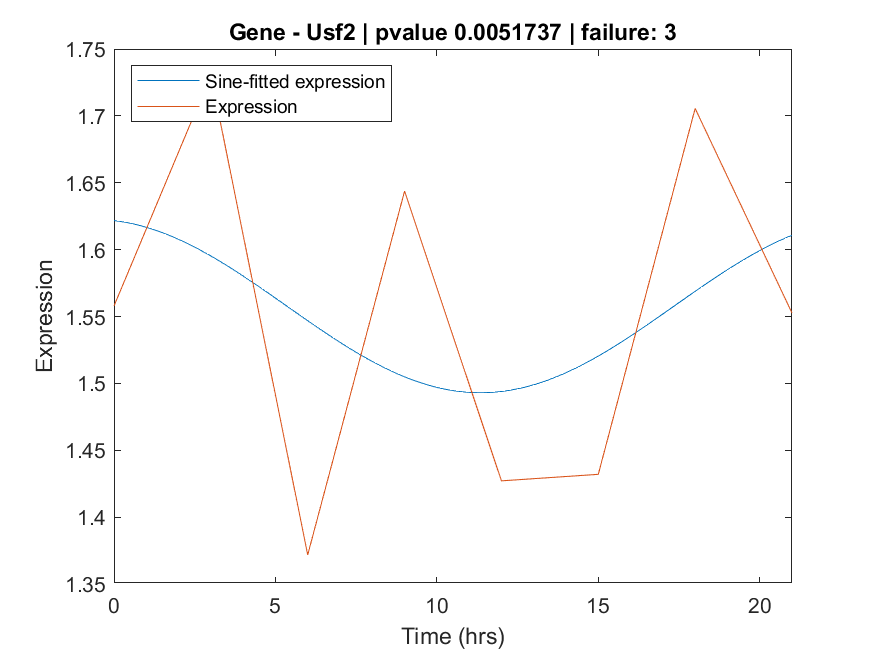 Gene - Usf2 | pvalue 0.0051737 | failure: 3
1.75
1.7
1.65
1.6
1.55
1.5
1.45
1.4
1.35
Expression
Sine-fitted expression
Expression
0
5
10
15
20
Time (hrs)